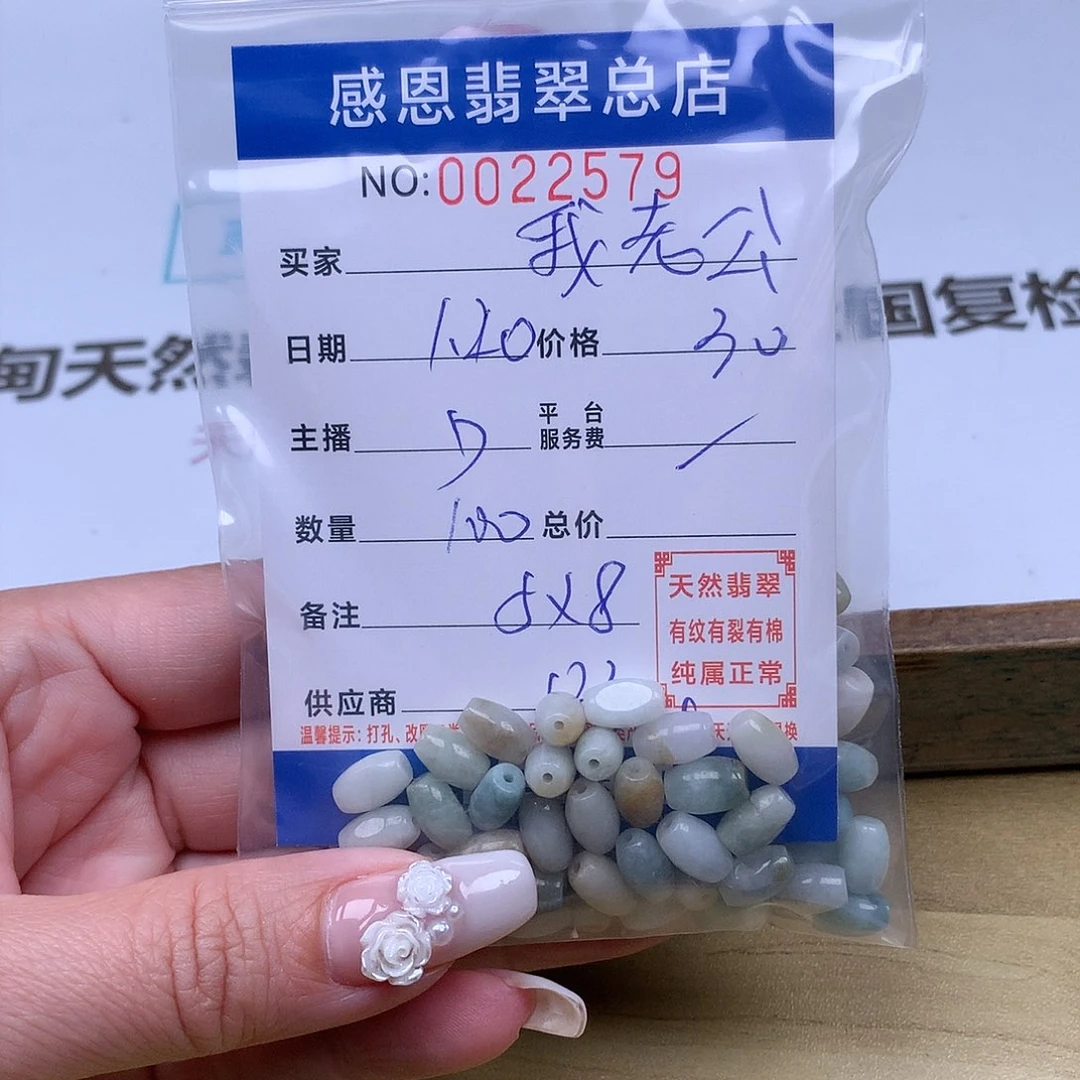 感恩翡翠总店
NO:0022579
买家 我老公
日期 1.20 价格 30
主播 平台服务费 /
数量 100 总价
备注 5X8
天然翡翠
有纹有裂有棉
纯属正常
供应商
温馨提示：打孔、改
换
甸天然
国复检